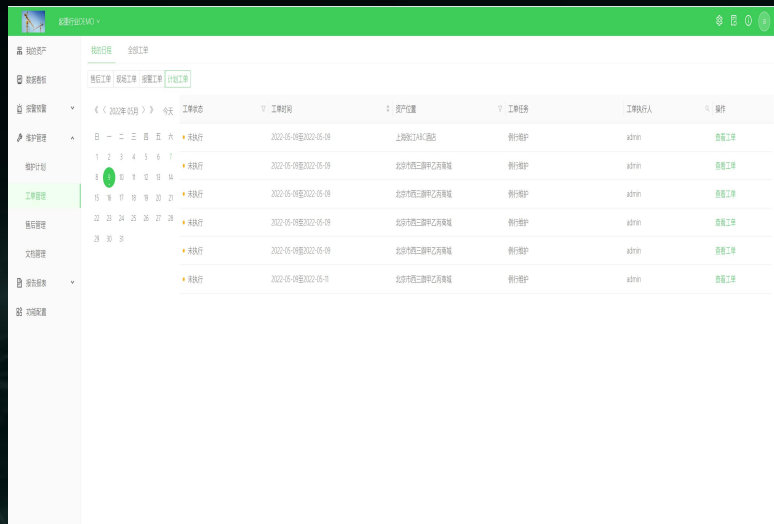 能源行业DEMO
我的资产
数据看板
报警预警
维护管理
维护计划
工单管理
售后管理
文档管理
报告报表
功能配置
我的日程 全部工单
售后工单 现场工单 报警工单 计划工单
《 〈 2022年 05月 〉 》 今天
日 一 二 三 四 五 六
1 2 3 4 5 6 7
8 9 10 11 12 13 14
15 16 17 18 19 20 21
22 23 24 25 26 27 28
29 30 31
工单状态 工单时间 资产位置 工单任务 工单执行人 操作
未执行 2022-05-09至2022-05-09 上海张江ABC酒店 例行维护 admin 查看工单
未执行 2022-05-09至2022-05-09 北京市西三旗甲乙丙商城 例行维护 admin 查看工单
未执行 2022-05-09至2022-05-09 北京市西三旗甲乙丙商城 例行维护 admin 查看工单
未执行 2022-05-09至2022-05-09 北京市西三旗甲乙丙商城 例行维护 admin 查看工单
未执行 2022-05-09至2022-05-09 北京市西三旗甲乙丙商城 例行维护 admin 查看工单
未执行 2022-05-09至2022-05-11 北京市西三旗甲乙丙商城 例行维护 admin 查看工单